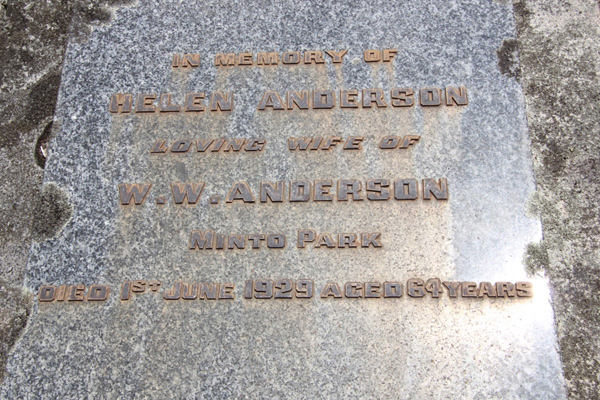 IN MEMORY OF
HELEN ANDERSON
LOVING WIFE OF
W. W. ANDERSON
MINTO PARK
DIED 1ST JUNE 1929 AGED 64 YEARS